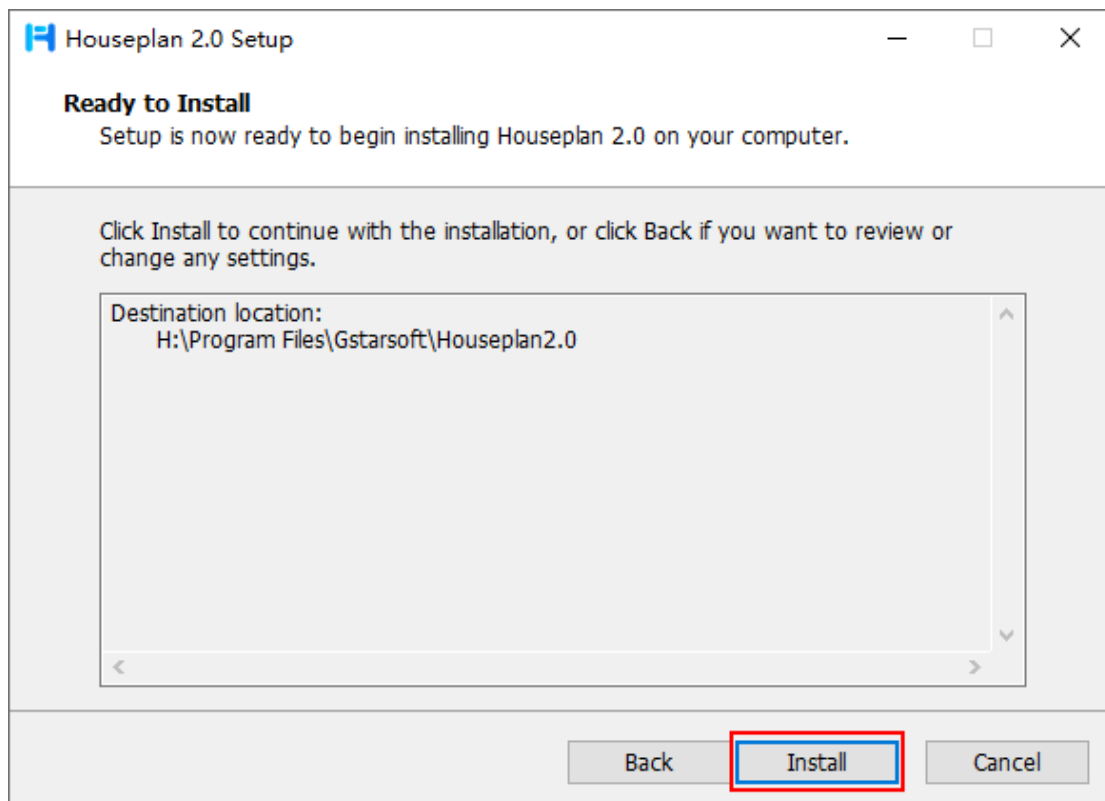 Houseplan 2.0 Setup
Ready to Install
Setup is now ready to begin installing Houseplan 2.0 on your computer.
Click Install to continue with the installation, or click Back if you want to review or
change any settings.
Destination location:
H:\Program Files\Gstarsoft\Houseplan2.0
Back
Install
Cancel